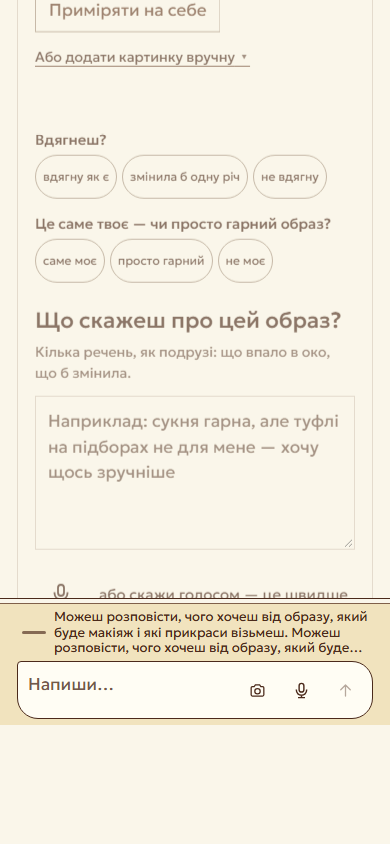 Приміряти на себе
Або додати картинку вручну ▾
Вдягнеш?
вдягну як є
змінила б одну річ
не вдягну
Це саме твоє — чи просто гарний образ?
саме моє
просто гарний
не моє
Що скажеш про цей образ?
Кілька речень, як подрузі: що впало в око,
що б змінила.
Наприклад: сукня гарна, але туфлі
на підборах не для мене — хочу
щось зручніше
або скажи голосом — це швидше
Можеш розповісти, чого хочеш від образу, який
буде макіяж і які прикраси візьмеш. Можеш
розповісти, чого хочеш від образу, який буде…
Напиши…